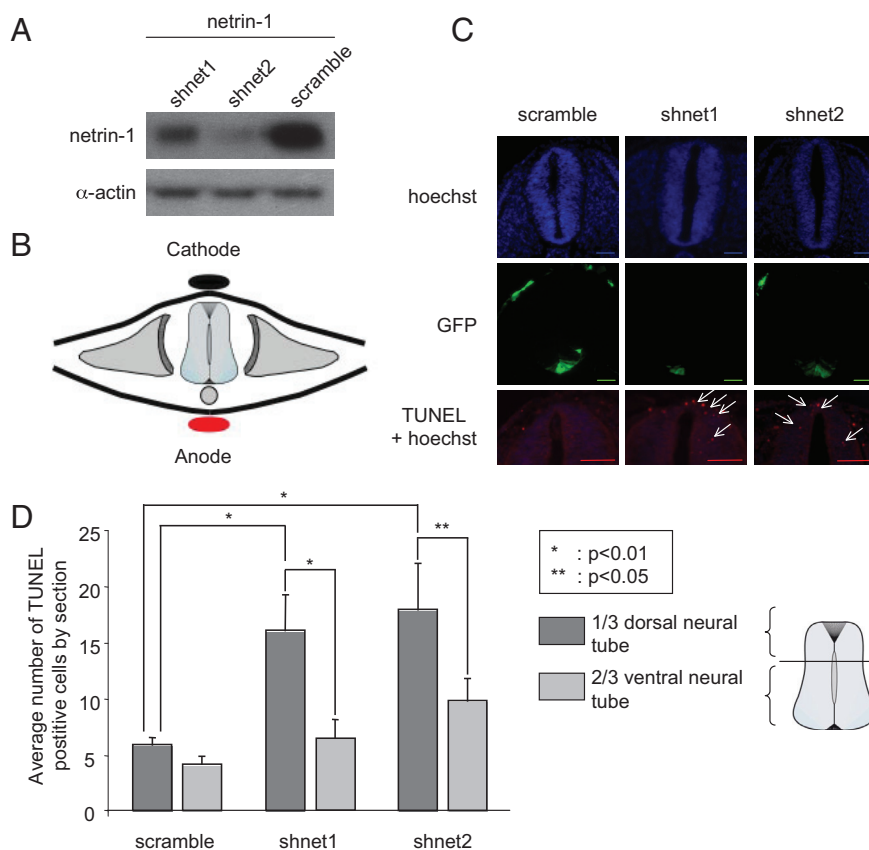 A
netrin-1
shnet1 shnet2 scramble
netrin-1
α-actin
B
Cathode
Anode
C
scramble shnet1 shnet2
hoechst
GFP
TUNEL
+ hoechst
D
Average number of TUNEL
postitive cells by section
25
20
15
10
5
0
* * * **
scramble shnet1 shnet2
* : p<0.01
** : p<0.05
1/3 dorsal neural
tube
2/3 ventral neural
tube